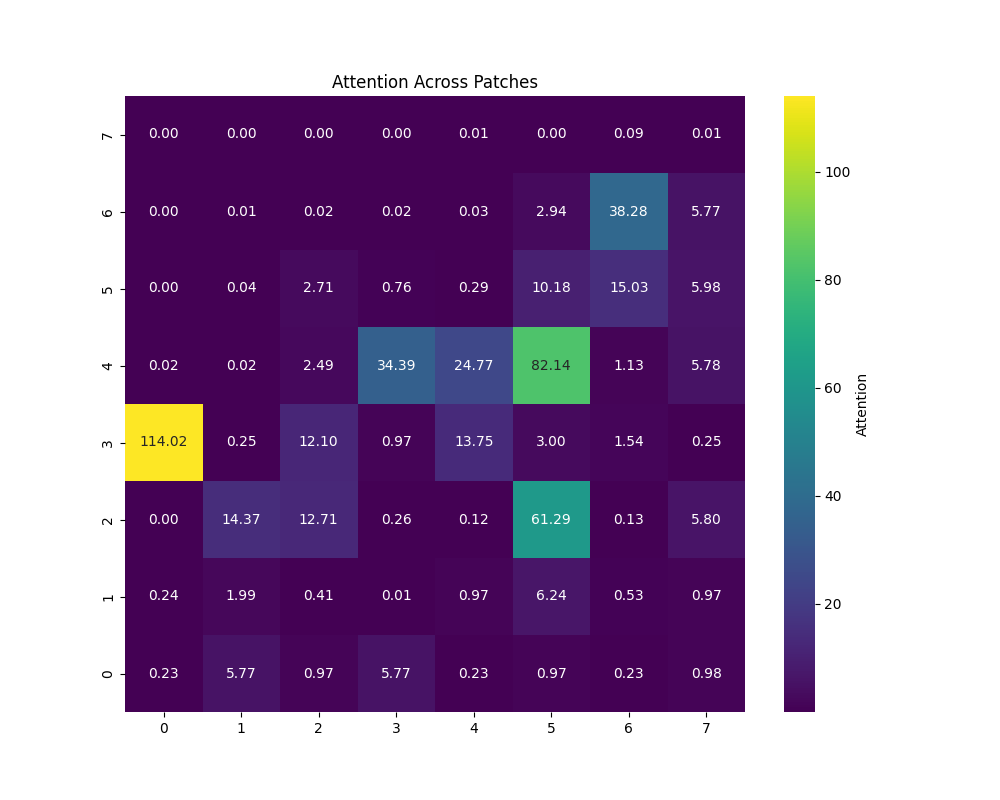 Attention Across Patches
7 0.00 0.00 0.00 0.00 0.01 0.00 0.09 0.01
100
6 0.00 0.01 0.02 0.02 0.03 2.94 38.28 5.77
80
5 0.00 0.04 2.71 0.76 0.29 10.18 15.03 5.98
4 0.02 0.02 2.49 34.39 24.77 82.14 1.13 5.78
60
Attention
3 114.02 0.25 12.10 0.97 13.75 3.00 1.54 0.25
40
2 0.00 14.37 12.71 0.26 0.12 61.29 0.13 5.80
1 0.24 1.99 0.41 0.01 0.97 6.24 0.53 0.97
20
0 0.23 5.77 0.97 5.77 0.23 0.97 0.23 0.98
0 1 2 3 4 5 6 7